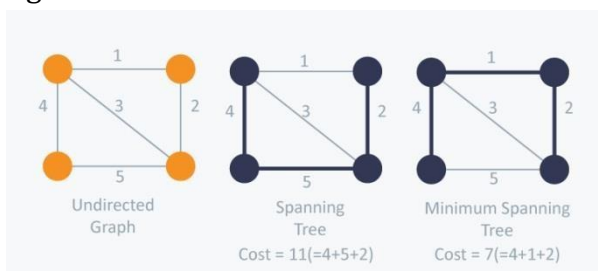 1
4
3
2
5
Undirected
Graph
1
4
3
2
5
Spanning
Tree
Cost = 11(=4+5+2)
1
4
3
2
5
Minimum Spanning
Tree
Cost = 7(=4+1+2)